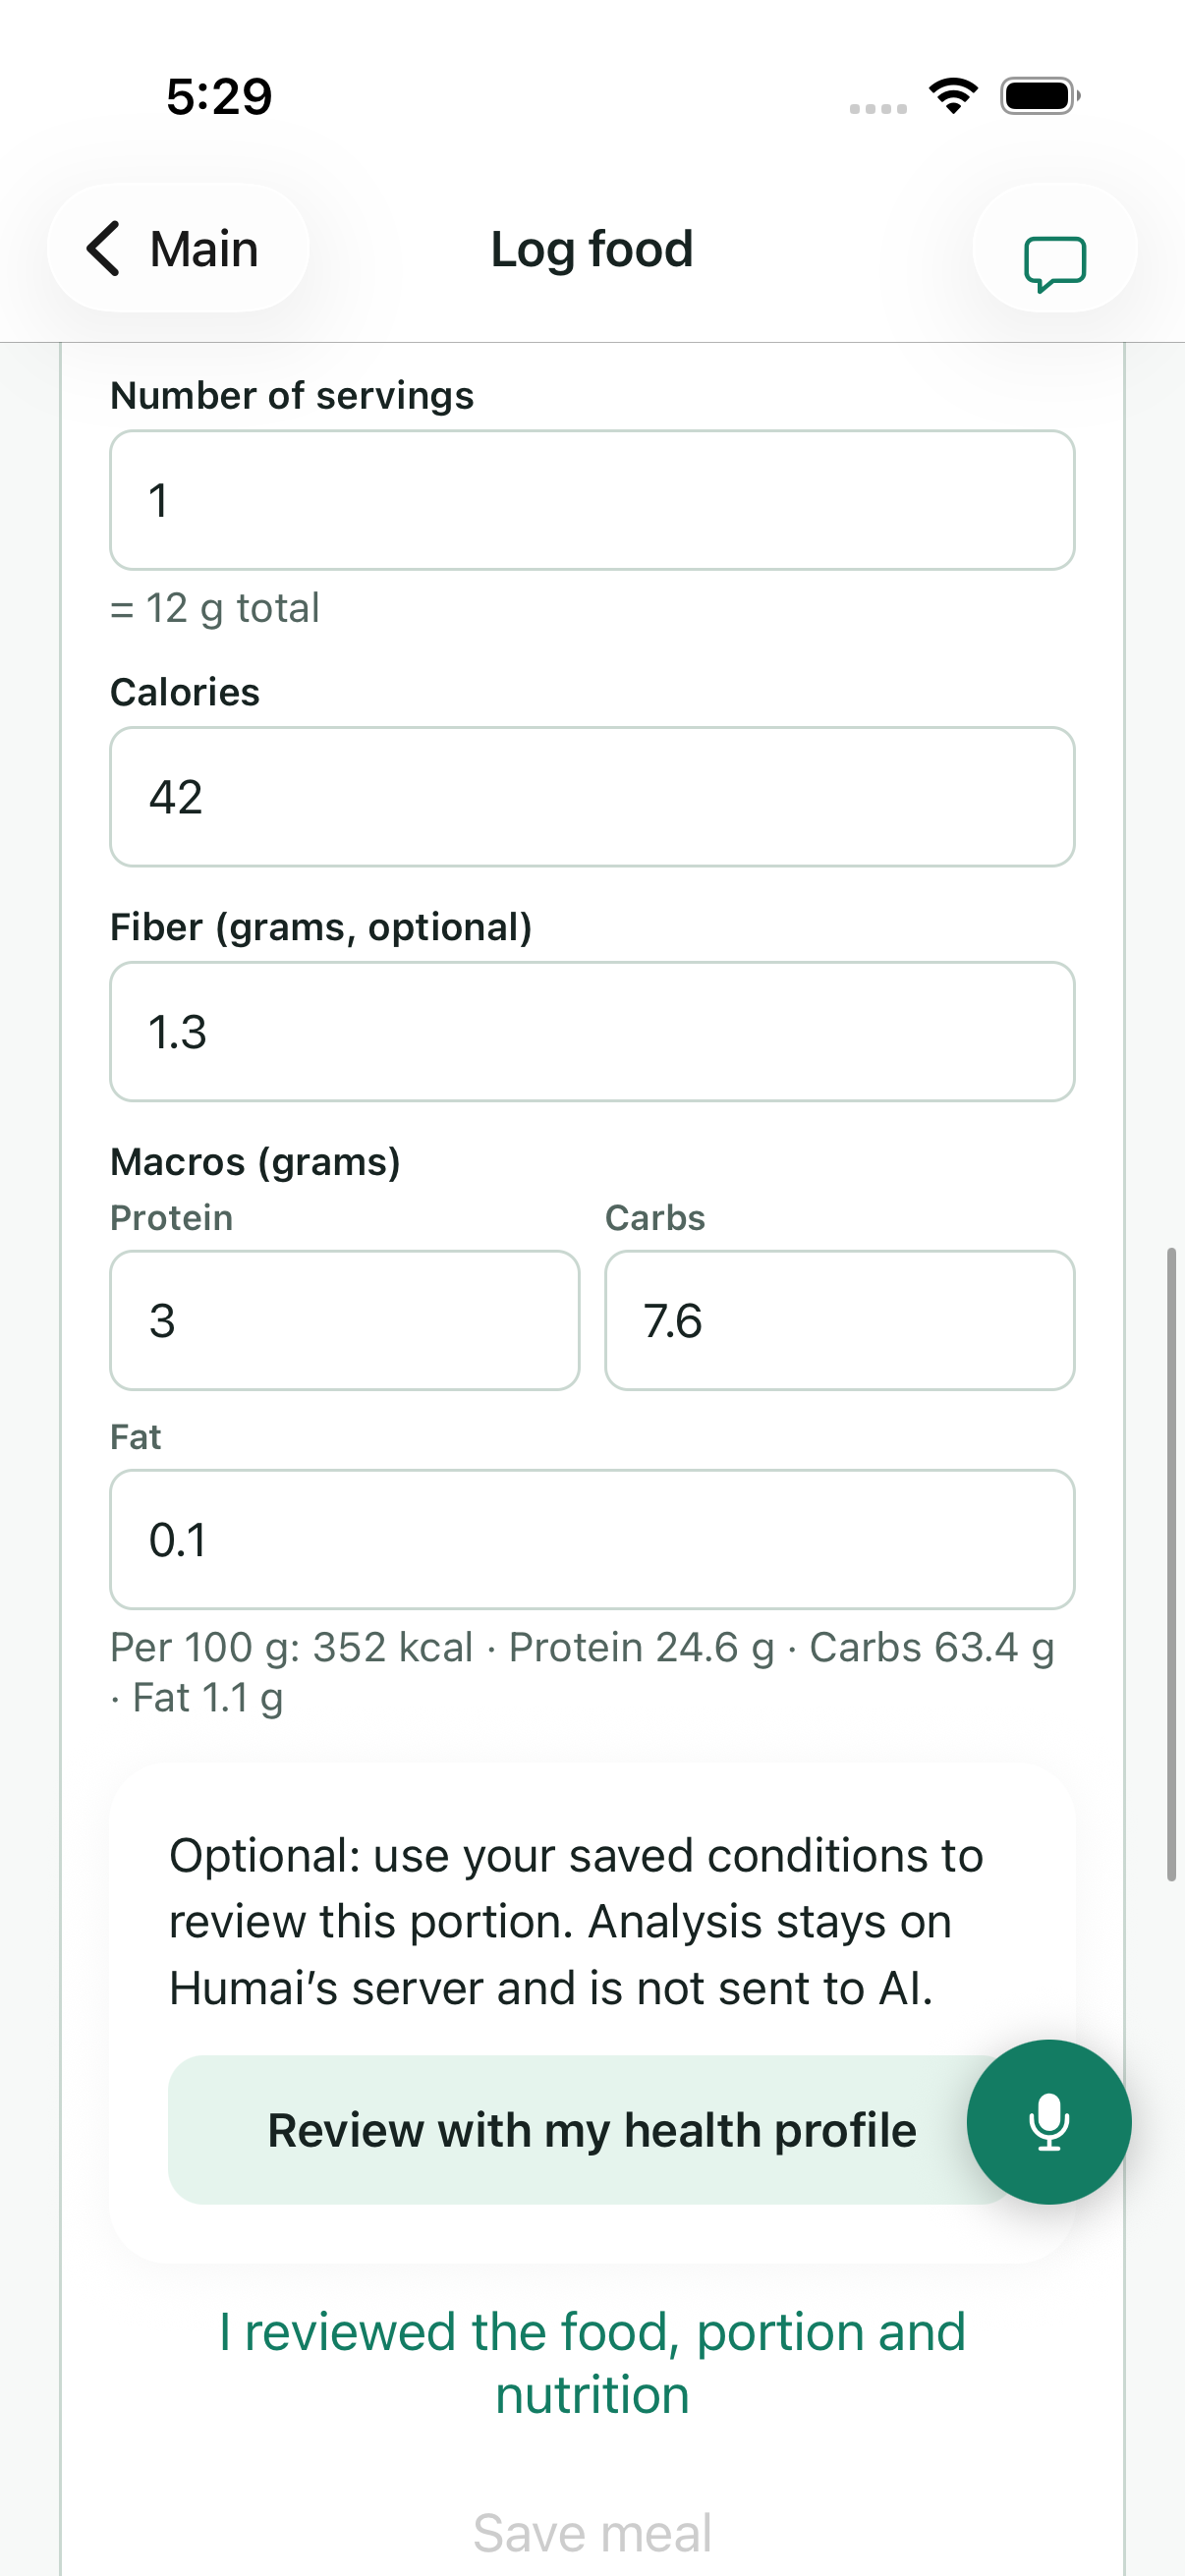 5:29
Main
Log food
Number of servings
1
= 12 g total
Calories
42
Fiber (grams, optional)
1.3
Macros (grams)
Protein
Carbs
3
7.6
Fat
0.1
Per 100 g: 352 kcal · Protein 24.6 g · Carbs 63.4 g
· Fat 1.1 g
Optional: use your saved conditions to
review this portion. Analysis stays on
Humai’s server and is not sent to AI.
Review with my health profile
I reviewed the food, portion and
nutrition
Save meal